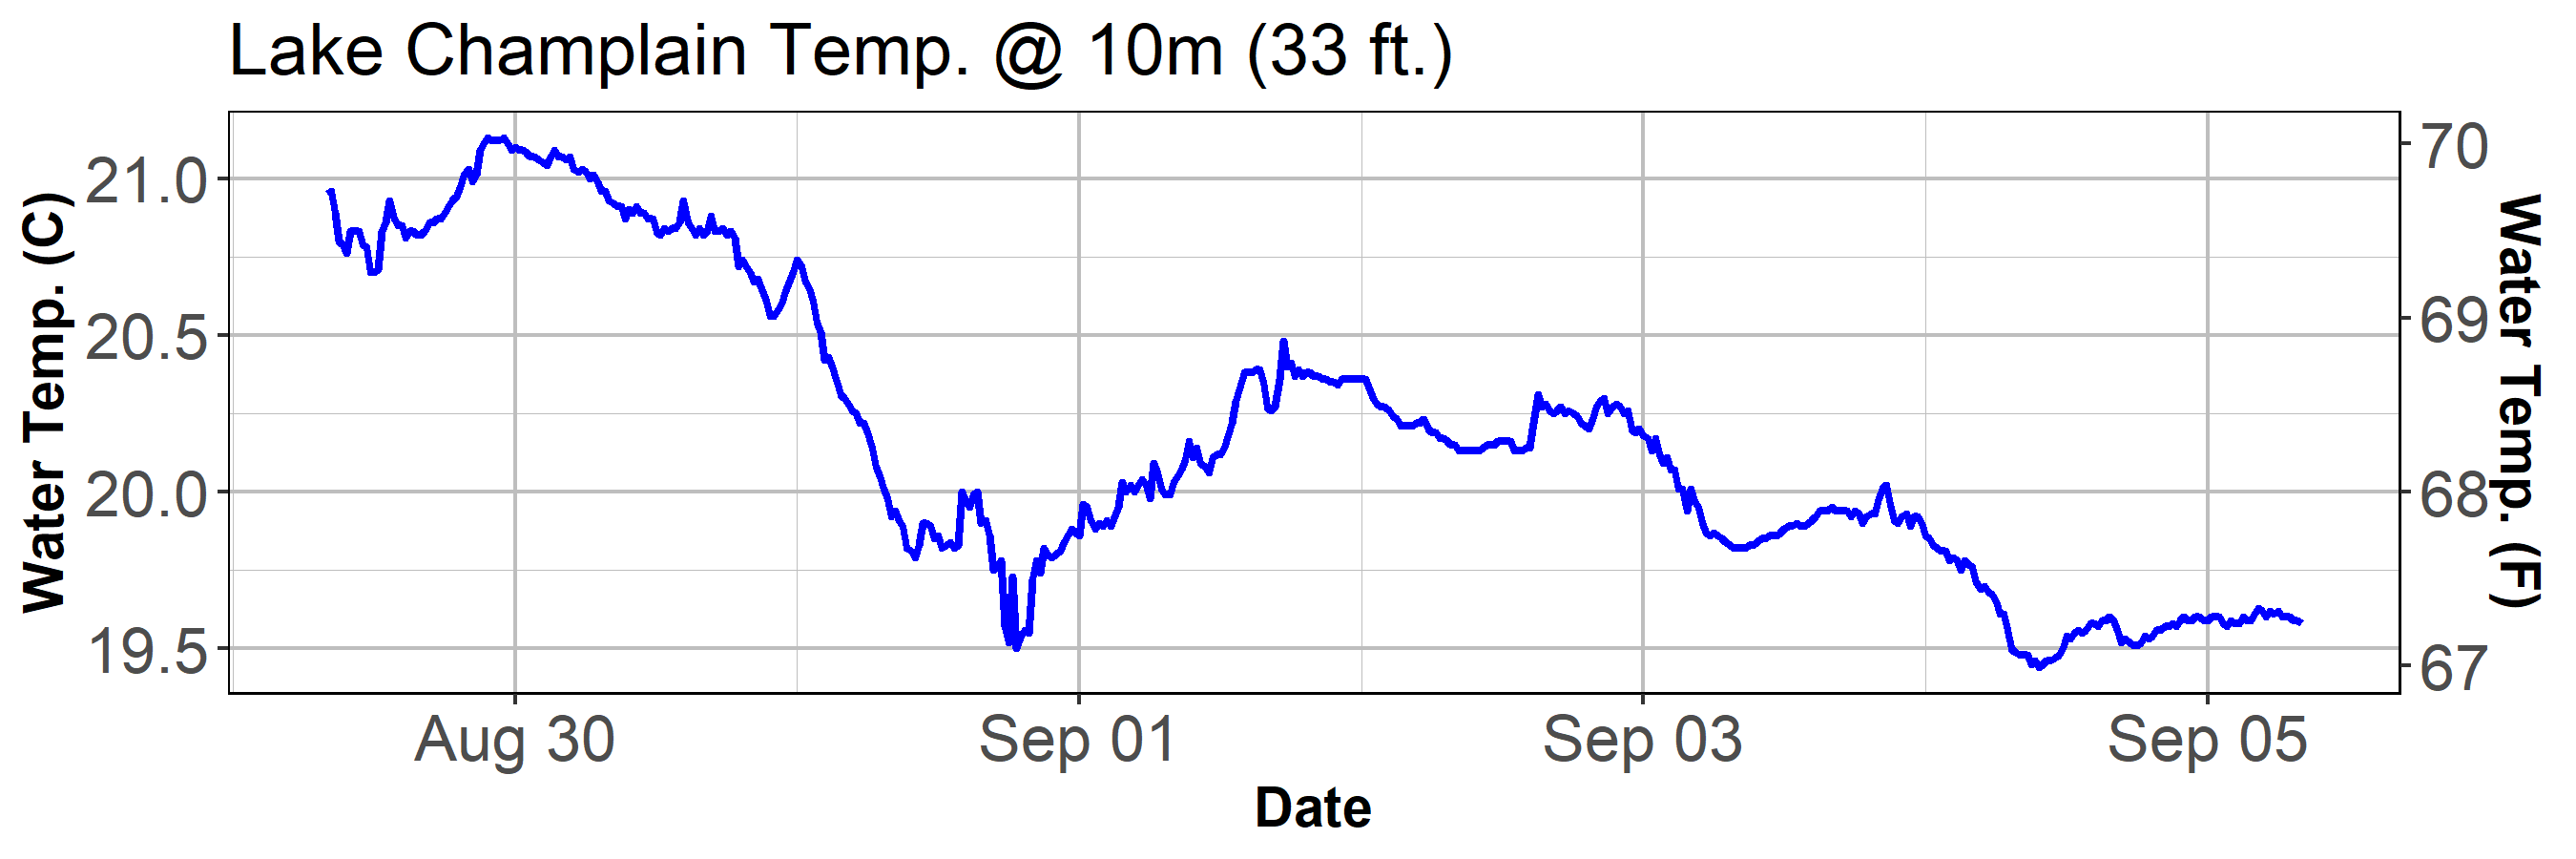 Lake Champlain Temp. @ 10m (33 ft.)
Water Temp. (C)
21.0
20.5
20.0
19.5
70
69
68
67
Water Temp. (F)
Aug 30
Sep 01
Sep 03
Sep 05
Date